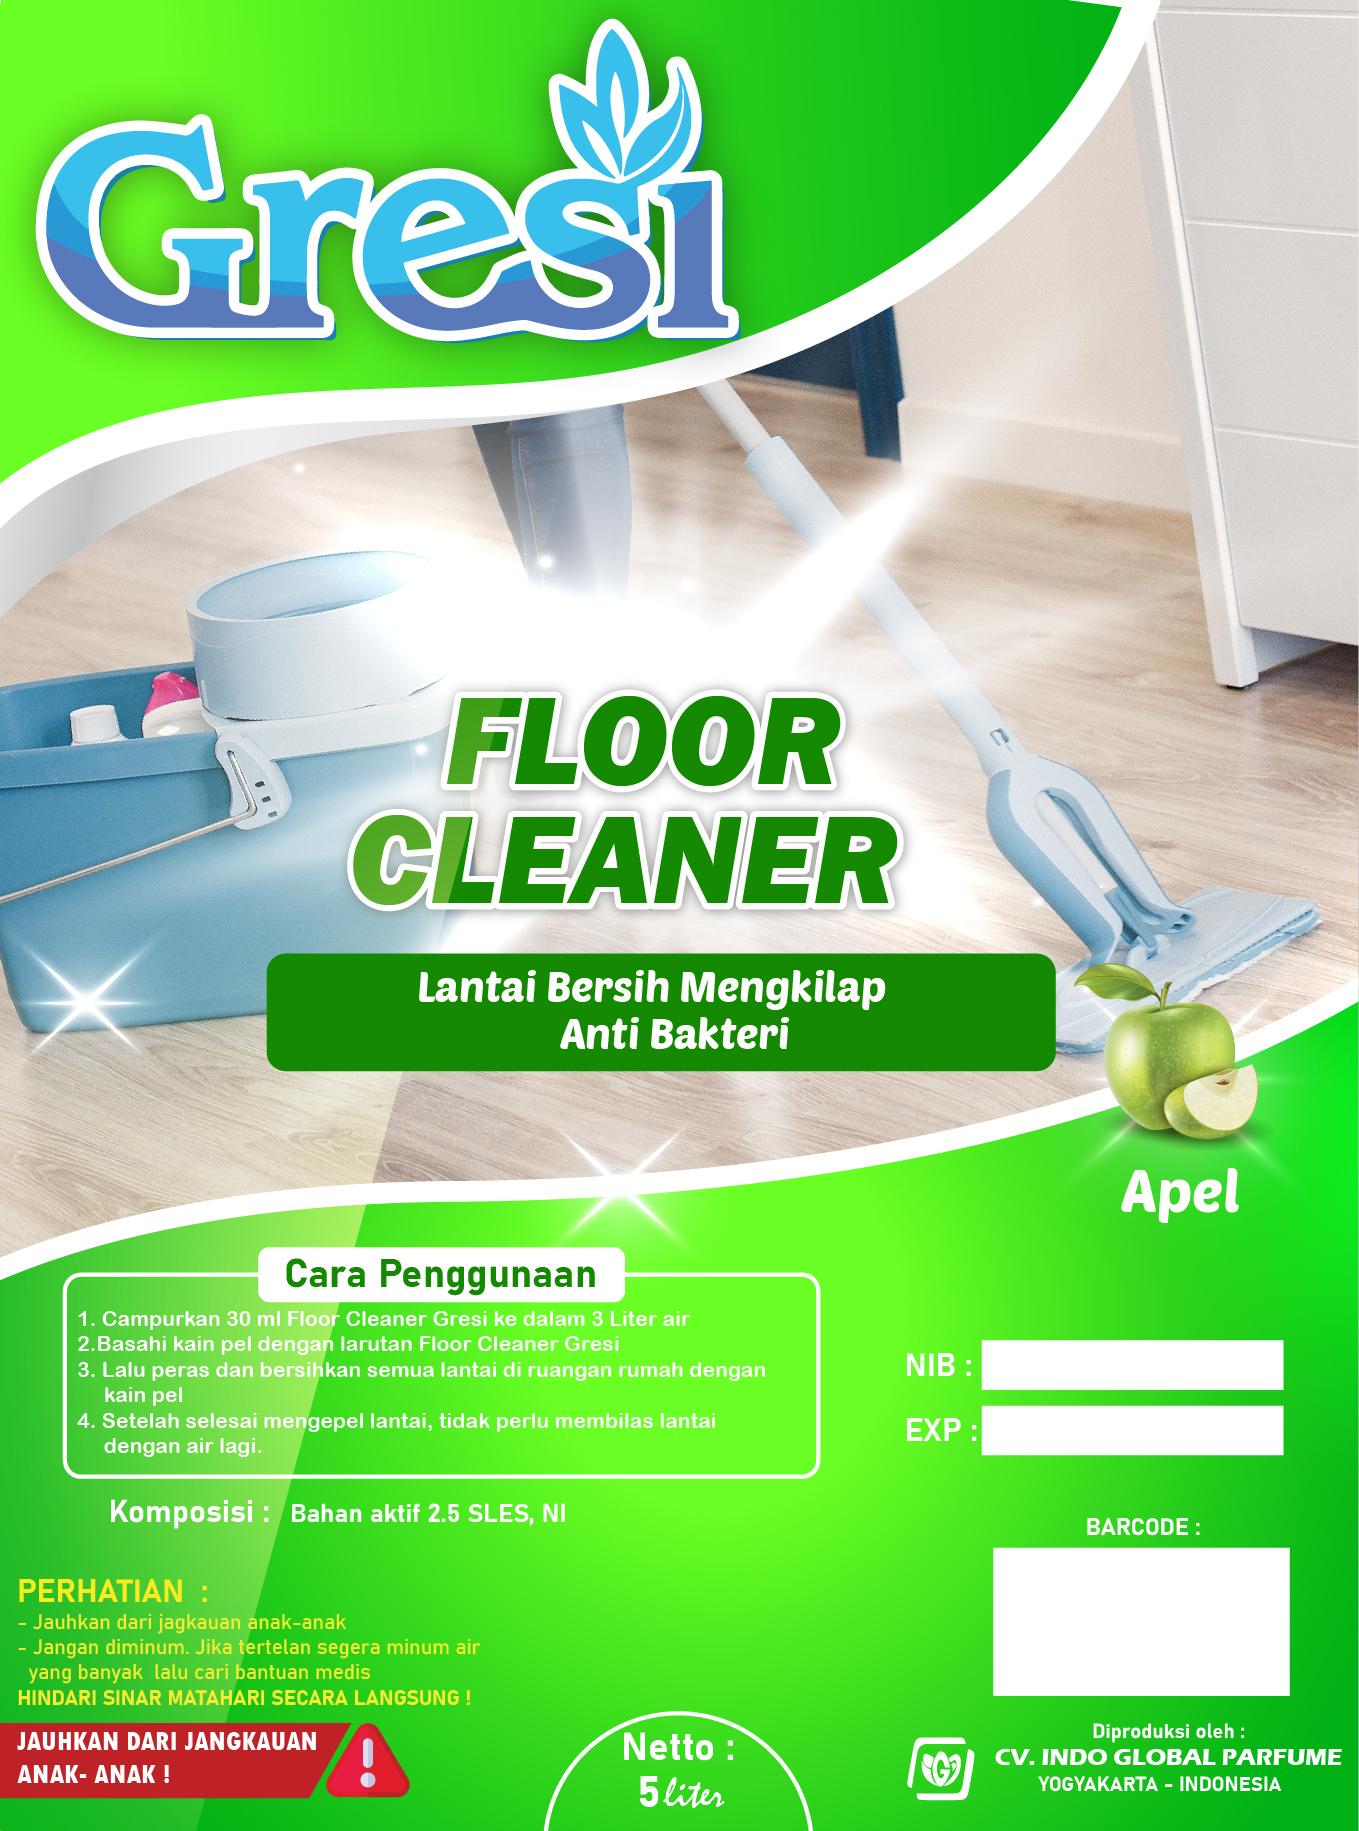 Gresi
FLOOR
CLEANER
Lantai Bersih Mengkilap
Anti Bakteri
Apel
Cara Penggunaan
1. Campurkan 30 ml Floor Cleaner Gresi ke dalam 3 Liter air
2.Basahi kain pel dengan larutan Floor Cleaner Gresi
3. Lalu peras dan bersihkan semua lantai di ruangan rumah dengan
kain pel
4. Setelah selesai mengepel lantai, tidak perlu membilas lantai
dengan air lagi.
NIB :
EXP :
Komposisi : Bahan aktif 2.5 SLES, NI
BARCODE :
PERHATIAN :
- Jauhkan dari jagkauan anak-anak
- Jangan diminum. Jika tertelan segera minum air
yang banyak lalu cari bantuan medis
HINDARI SINAR MATAHARI SECARA LANGSUNG !
JAUHKAN DARI JANGKAUAN
ANAK- ANAK !
Netto :
5 liter
Diproduksi oleh :
CV. INDO GLOBAL PARFUME
YOGYAKARTA - INDONESIA